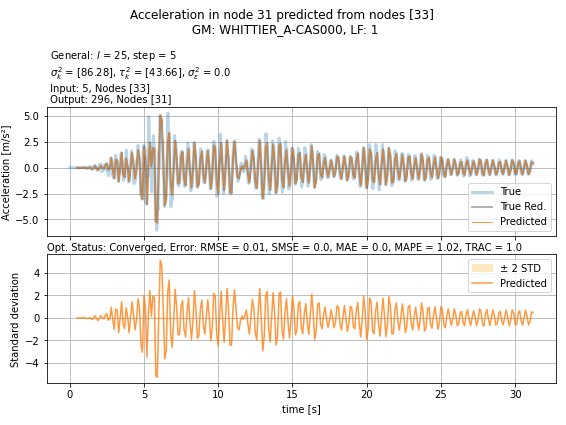 Acceleration in node 31 predicted from nodes [33]
GM: WHITTIER_A-CAS000, LF: 1
General: l = 25, step = 5
σ²ₖ = [86.28], τ²ₖ = [43.66], σ²ε = 0.0
Input: 5, Nodes [33]
Output: 296, Nodes [31]
Acceleration [m/s²]
5.0
2.5
0.0
−2.5
−5.0
True
True Red.
Predicted
Opt. Status: Converged, Error: RMSE = 0.01, SMSE = 0.0, MAE = 0.0, MAPE = 1.02, TRAC = 1.0
Standard deviation
4
2
0
−2
−4
± 2 STD
Predicted
0 5 10 15 20 25 30
time [s]